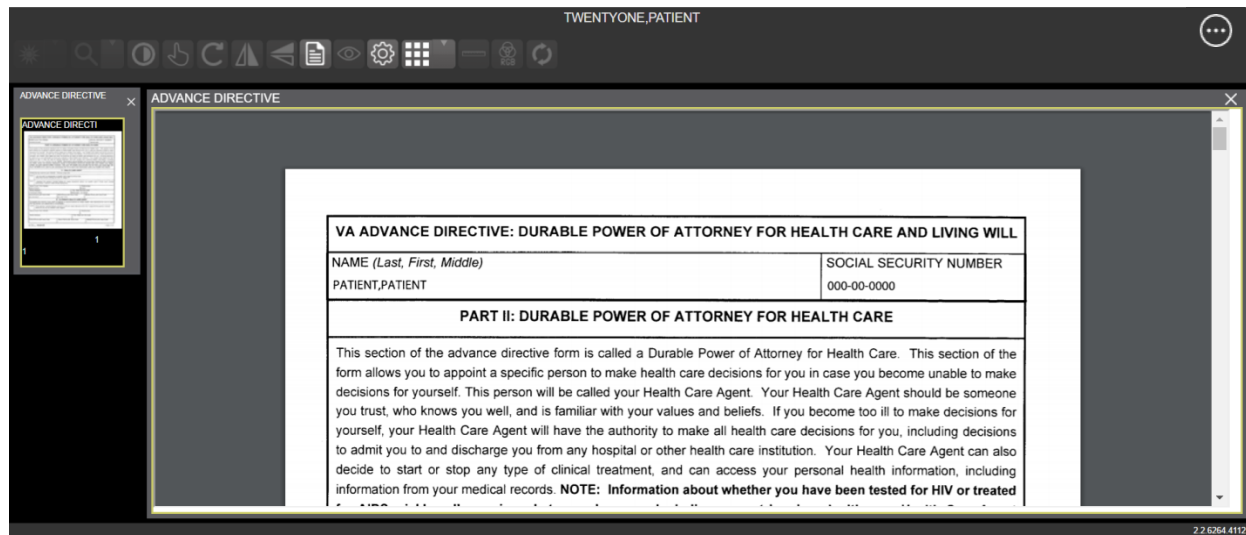 TWENTYONE,PATIENT
RGB
ADVANCE DIRECTIVE
ADVANCE DIRECTI
1
1
ADVANCE DIRECTIVE
VA ADVANCE DIRECTIVE: DURABLE POWER OF ATTORNEY FOR HEALTH CARE AND LIVING WILL
NAME (Last, First, Middle)
SOCIAL SECURITY NUMBER
PATIENT,PATIENT
000-00-0000
PART II: DURABLE POWER OF ATTORNEY FOR HEALTH CARE
This section of the advance directive form is called a Durable Power of Attorney for Health Care. This section of the
form allows you to appoint a specific person to make health care decisions for you in case you become unable to make
decisions for yourself. This person will be called your Health Care Agent. Your Health Care Agent should be someone
you trust, who knows you well, and is familiar with your values and beliefs. If you become too ill to make decisions for
yourself, your Health Care Agent will have the authority to make all health care decisions for you, including decisions
to admit you to and discharge you from any hospital or other health care institution. Your Health Care Agent can also
decide to start or stop any type of clinical treatment, and can access your personal health information, including
information from your medical records. NOTE: Information about whether you have been tested for HIV or treated
2.2.6264.4112